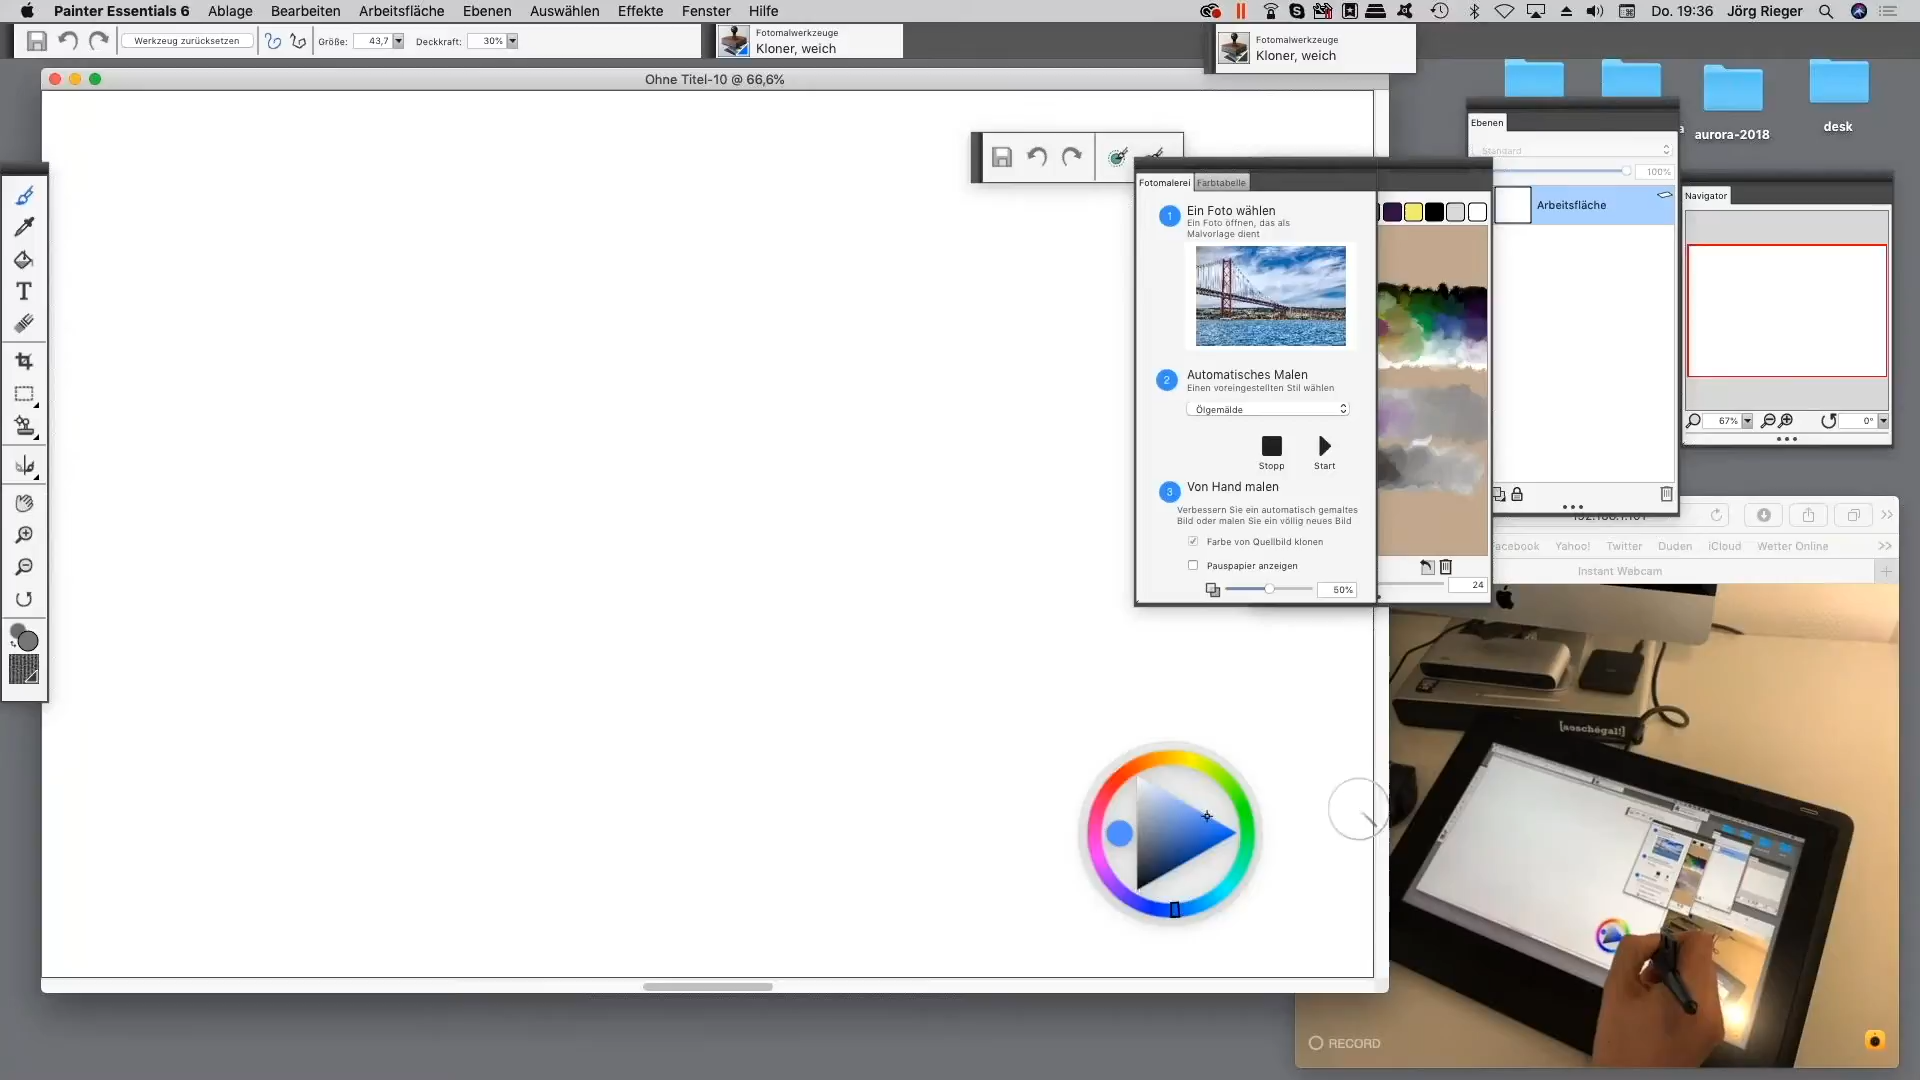 Painter Essentials 6 Ablage Bearbeiten Arbeitsfläche Ebenen Auswählen Effekte Fenster Hilfe Do. 19:36 Jörg Rieger
Werkzeug zurücksetzen Größe: 43,7 Deckkraft: 30%
Fotomalwerkzeuge
Kloner, weich
Fotomalwerkzeuge
Kloner, weich
Ohne Titel-10 @ 66,6%
aurora-2018
desk
Ebenen
Standard
100%
Arbeitsfläche
Navigator
67%
0°
Fotomalerei Farbtabelle
1 Ein Foto wählen
Ein Foto öffnen, das als
Malvorlage dient
2 Automatisches Malen
Einen voreingestellten Stil wählen
Ölgemälde
Stopp Start
3 Von Hand malen
Verbessern Sie ein automatisch gemaltes
Bild oder malen Sie ein völlig neues Bild
Farbe von Quellbild klonen
Pauspapier anzeigen
50%
24
T
acebook Yahoo! Twitter Duden iCloud Wetter Online
Instant Webcam
[ausschégal!]
RECORD